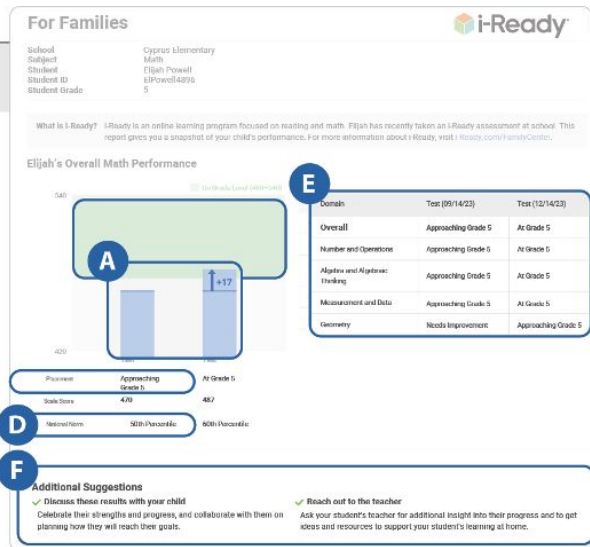 For Families
i-Ready
School Cyprus Elementary
Subject Math
Student Elijah Powell
Student ID ElPowell4896
Student Grade 5
What is i-Ready? i-Ready is an online learning program focused on reading and math. Elijah has recently taken an i-Ready assessment at school. This
report gives you a snapshot of your child's performance. For more information about i-Ready, visit i-Ready.com/FamilyCenter.
Elijah's Overall Math Performance
540
A
+17
420
Placement Approaching Grade 5 At Grade 5
Scale Score 470 487
D
National Norm 50th Percentile 60th Percentile
E
Domain Test (09/14/23) Test (12/14/23)
Overall Approaching Grade 5 At Grade 5
Number and Operations Approaching Grade 5 At Grade 5
Algebra and Algebraic Thinking Approaching Grade 5 At Grade 5
Measurement and Data Approaching Grade 5 At Grade 5
Geometry Needs Improvement Approaching Grade 5
F
Additional Suggestions
Discuss these results with your child
Celebrate their strengths and progress, and collaborate with them on
planning how they will reach their goals.
Reach out to the teacher
Ask your student's teacher for additional insight into their progress and to get
ideas and resources to support your student's learning at home.